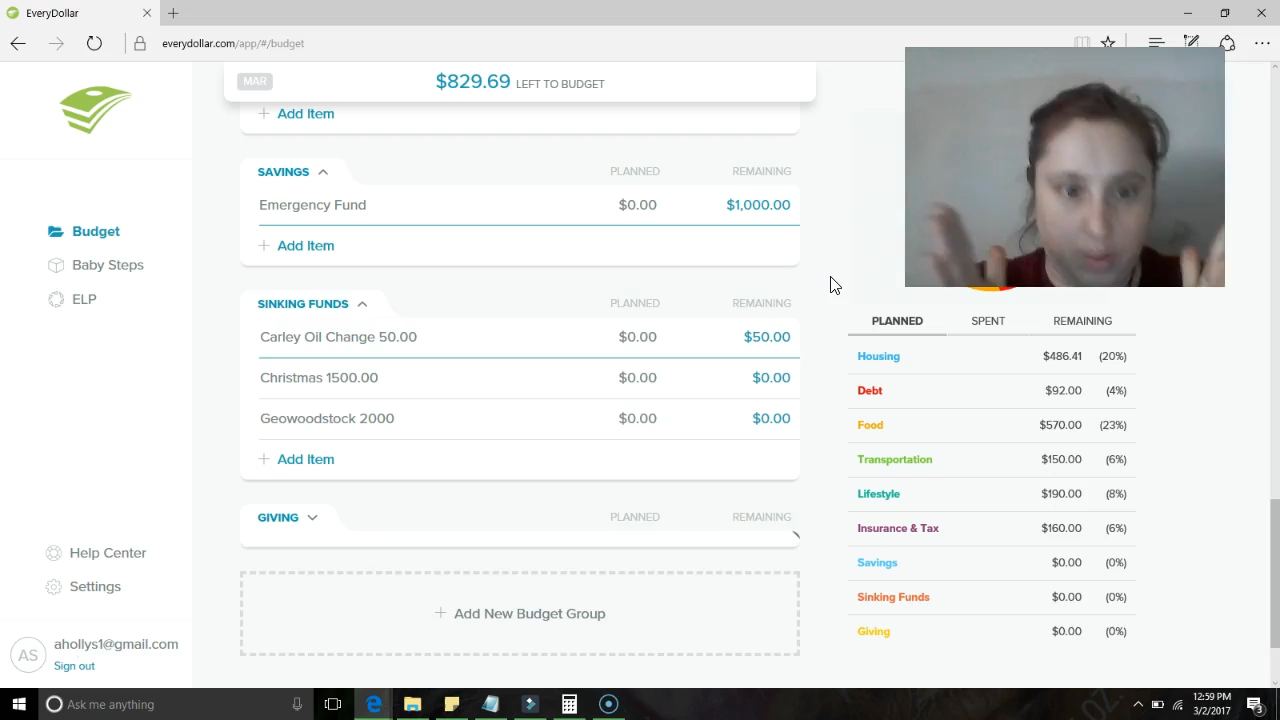 EveryDollar
everydollar.com/app/#/budget
MAR $829.69 LEFT TO BUDGET
+ Add Item
SAVINGS PLANNED REMAINING
Emergency Fund $0.00 $1,000.00
+ Add Item
SINKING FUNDS PLANNED REMAINING
Carley Oil Change 50.00 $0.00 $50.00
Christmas 1500.00 $0.00 $0.00
Geowoodstock 2000 $0.00 $0.00
+ Add Item
GIVING PLANNED REMAINING
+ Add New Budget Group
Budget
Baby Steps
ELP
Help Center
Settings
AS ahollys1@gmail.com
Sign out
PLANNED SPENT REMAINING
Housing $486.41 (20%)
Debt $92.00 (4%)
Food $570.00 (23%)
Transportation $150.00 (6%)
Lifestyle $190.00 (8%)
Insurance & Tax $160.00 (6%)
Savings $0.00 (0%)
Sinking Funds $0.00 (0%)
Giving $0.00 (0%)
Ask me anything
12:59 PM
3/2/2017